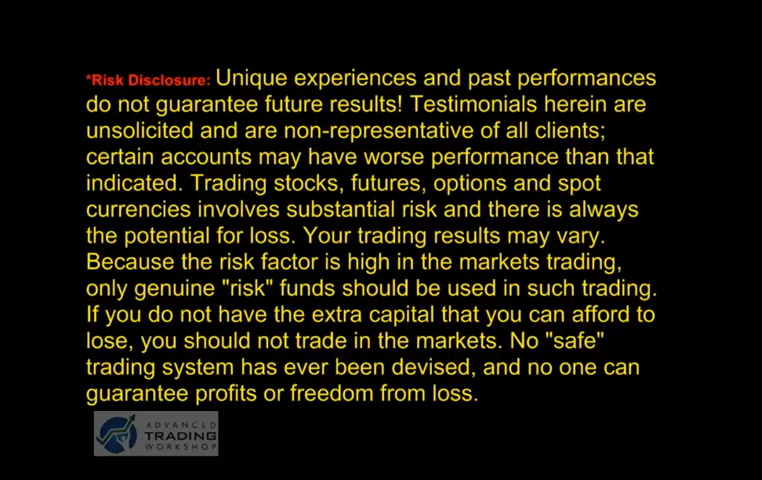 *Risk Disclosure: Unique experiences and past performances
do not guarantee future results! Testimonials herein are
unsolicited and are non-representative of all clients;
certain accounts may have worse performance than that
indicated. Trading stocks, futures, options and spot
currencies involves substantial risk and there is always
the potential for loss. Your trading results may vary.
Because the risk factor is high in the markets trading,
only genuine "risk" funds should be used in such trading.
If you do not have the extra capital that you can afford to
lose, you should not trade in the markets. No "safe"
trading system has ever been devised, and no one can
guarantee profits or freedom from loss.
ADVANCED
TRADING
WORKSHOP